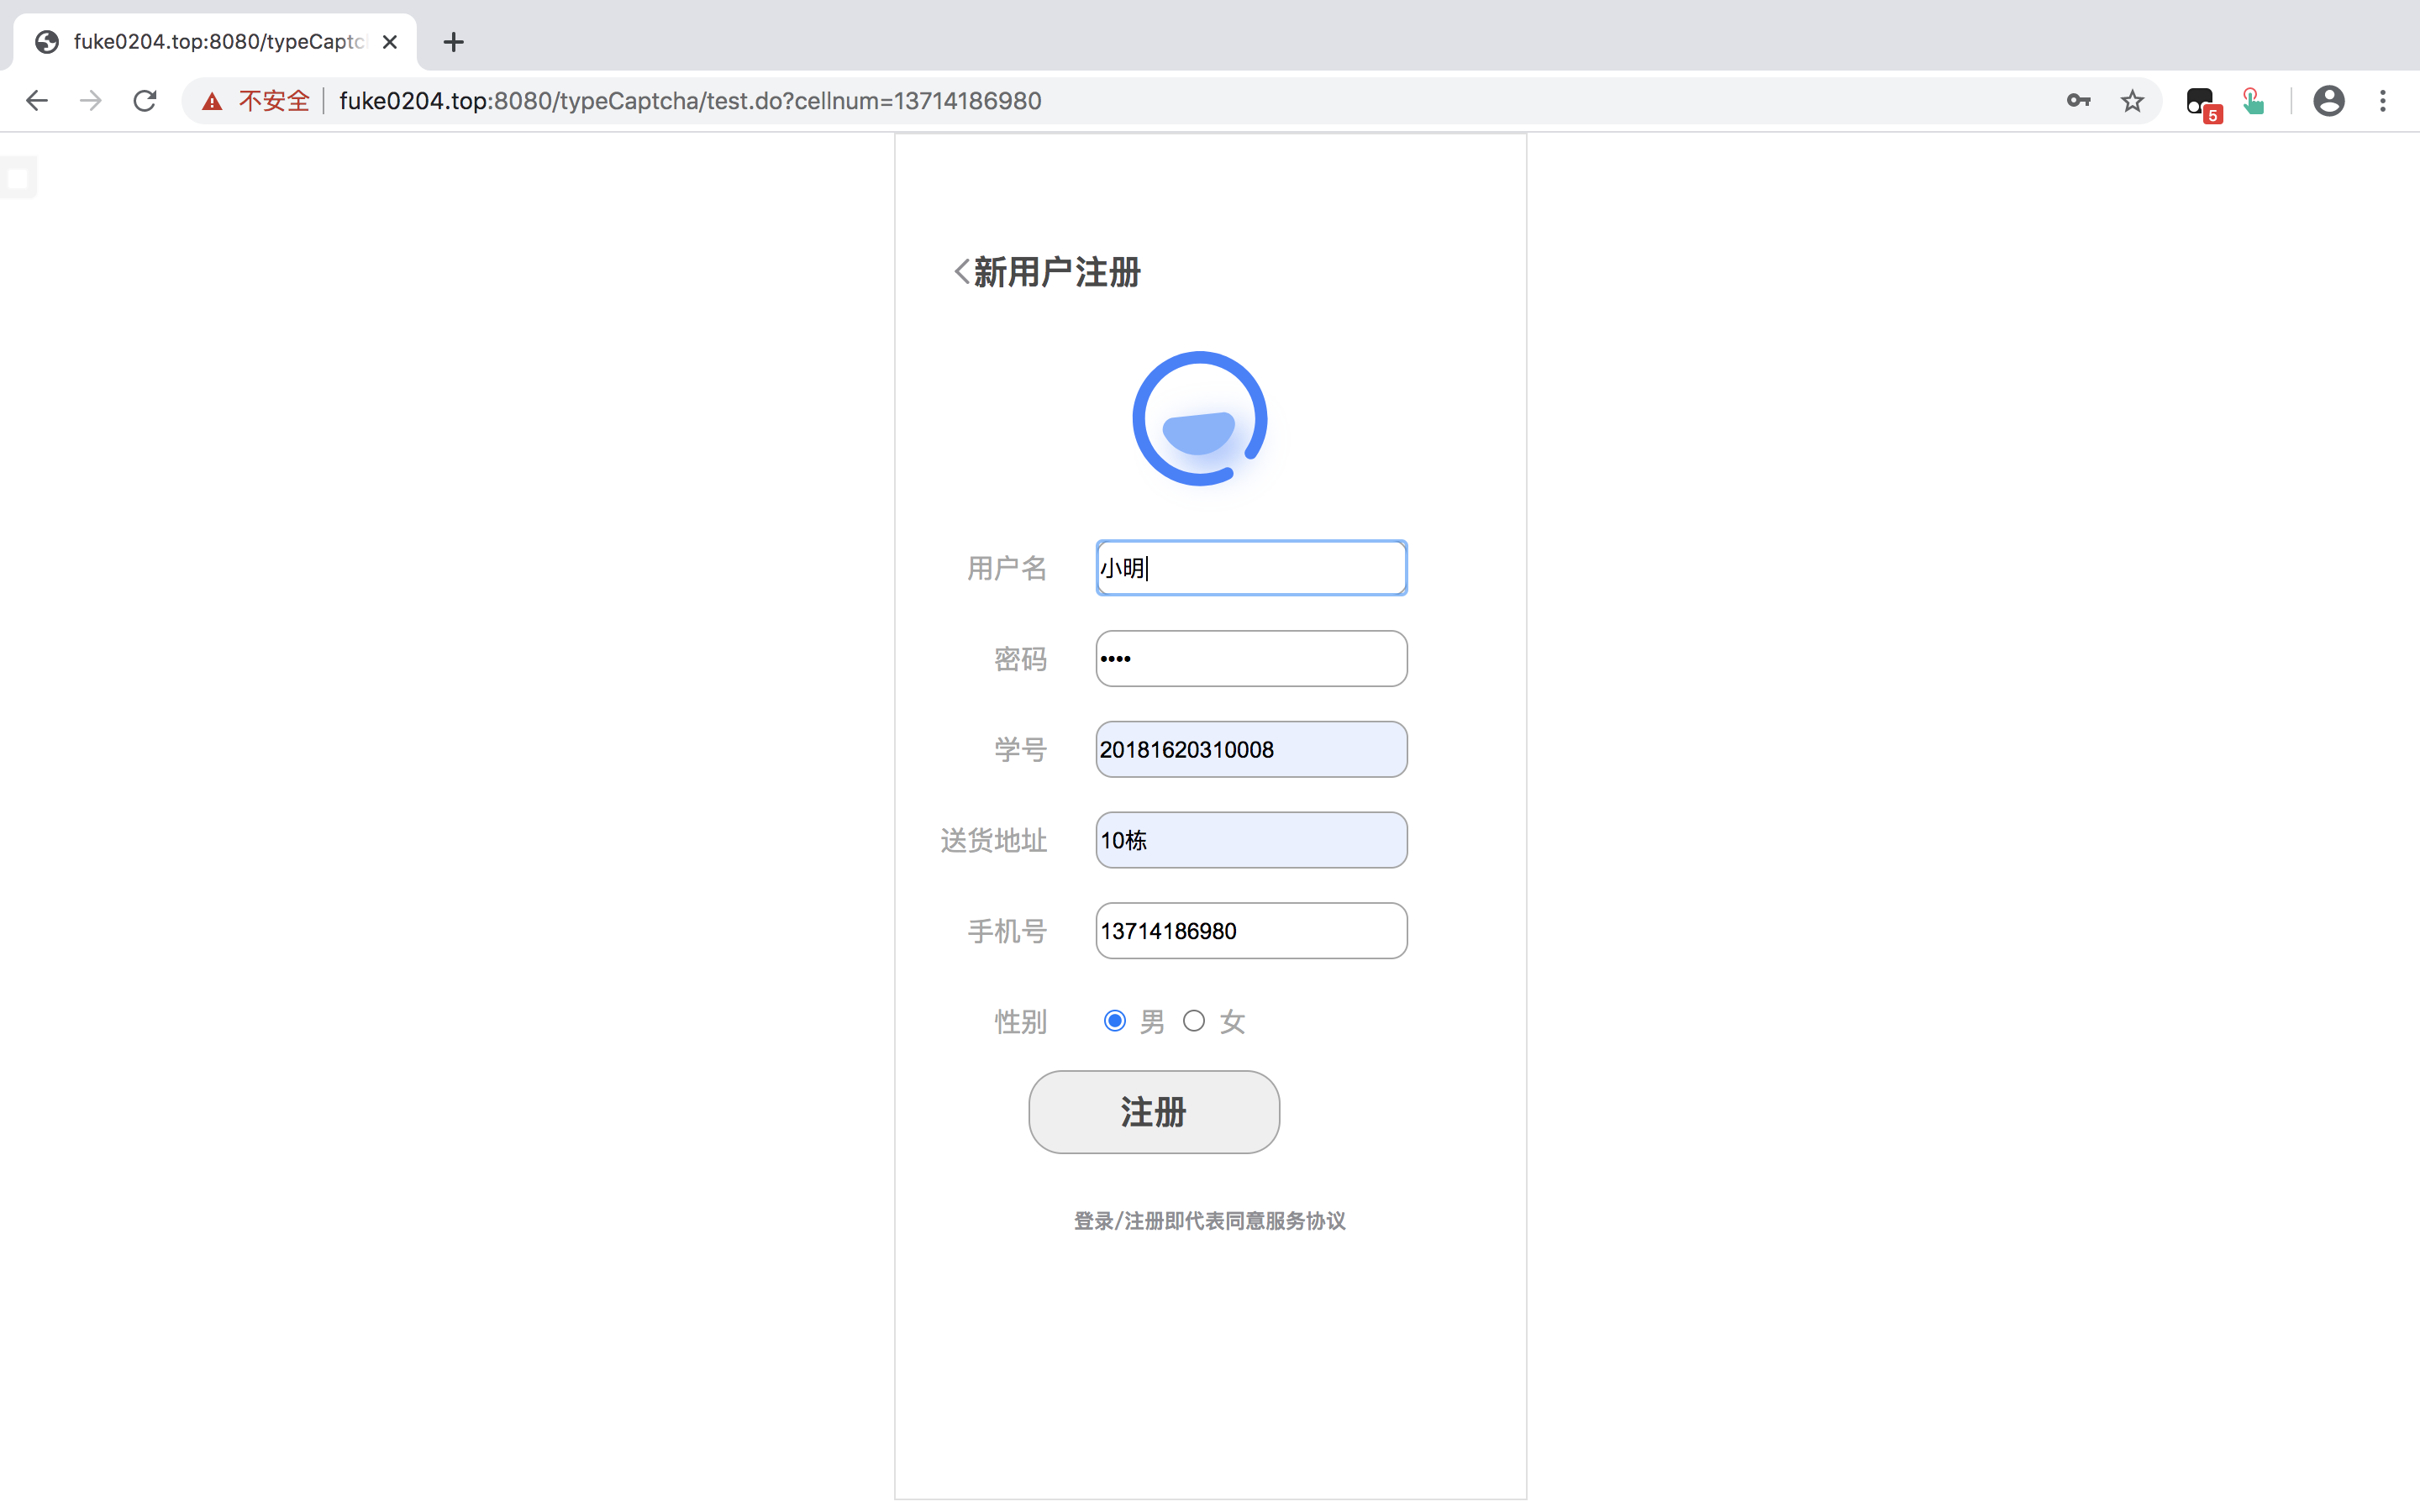 fuke0204.top:8080/typeCaptc
不安全 fuke0204.top:8080/typeCaptcha/test.do?cellnum=13714186980
5
新用户注册
用户名 小明
密码 ••••
学号 20181620310008
送货地址 10栋
手机号 13714186980
性别 男 女
注册
登录/注册即代表同意服务协议